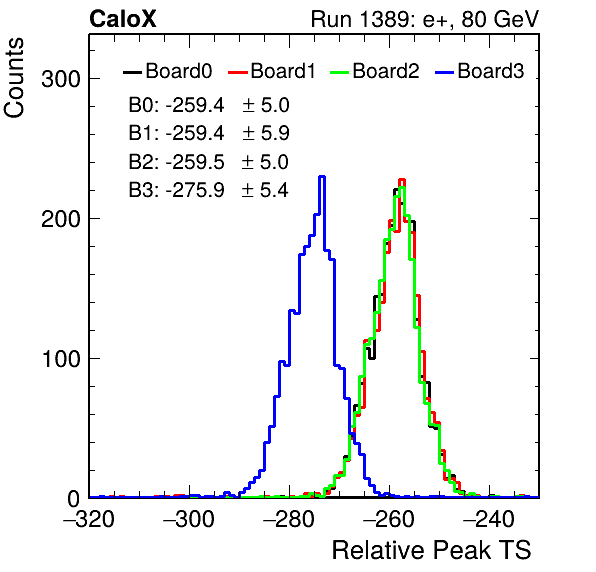 CaloX Run 1389: e+, 80 GeV
Counts
Board0 Board1 Board2 Board3
B0: -259.4 ± 5.0
B1: -259.4 ± 5.9
B2: -259.5 ± 5.0
B3: -275.9 ± 5.4
300
200
100
0
−320 −300 −280 −260 −240
Relative Peak TS